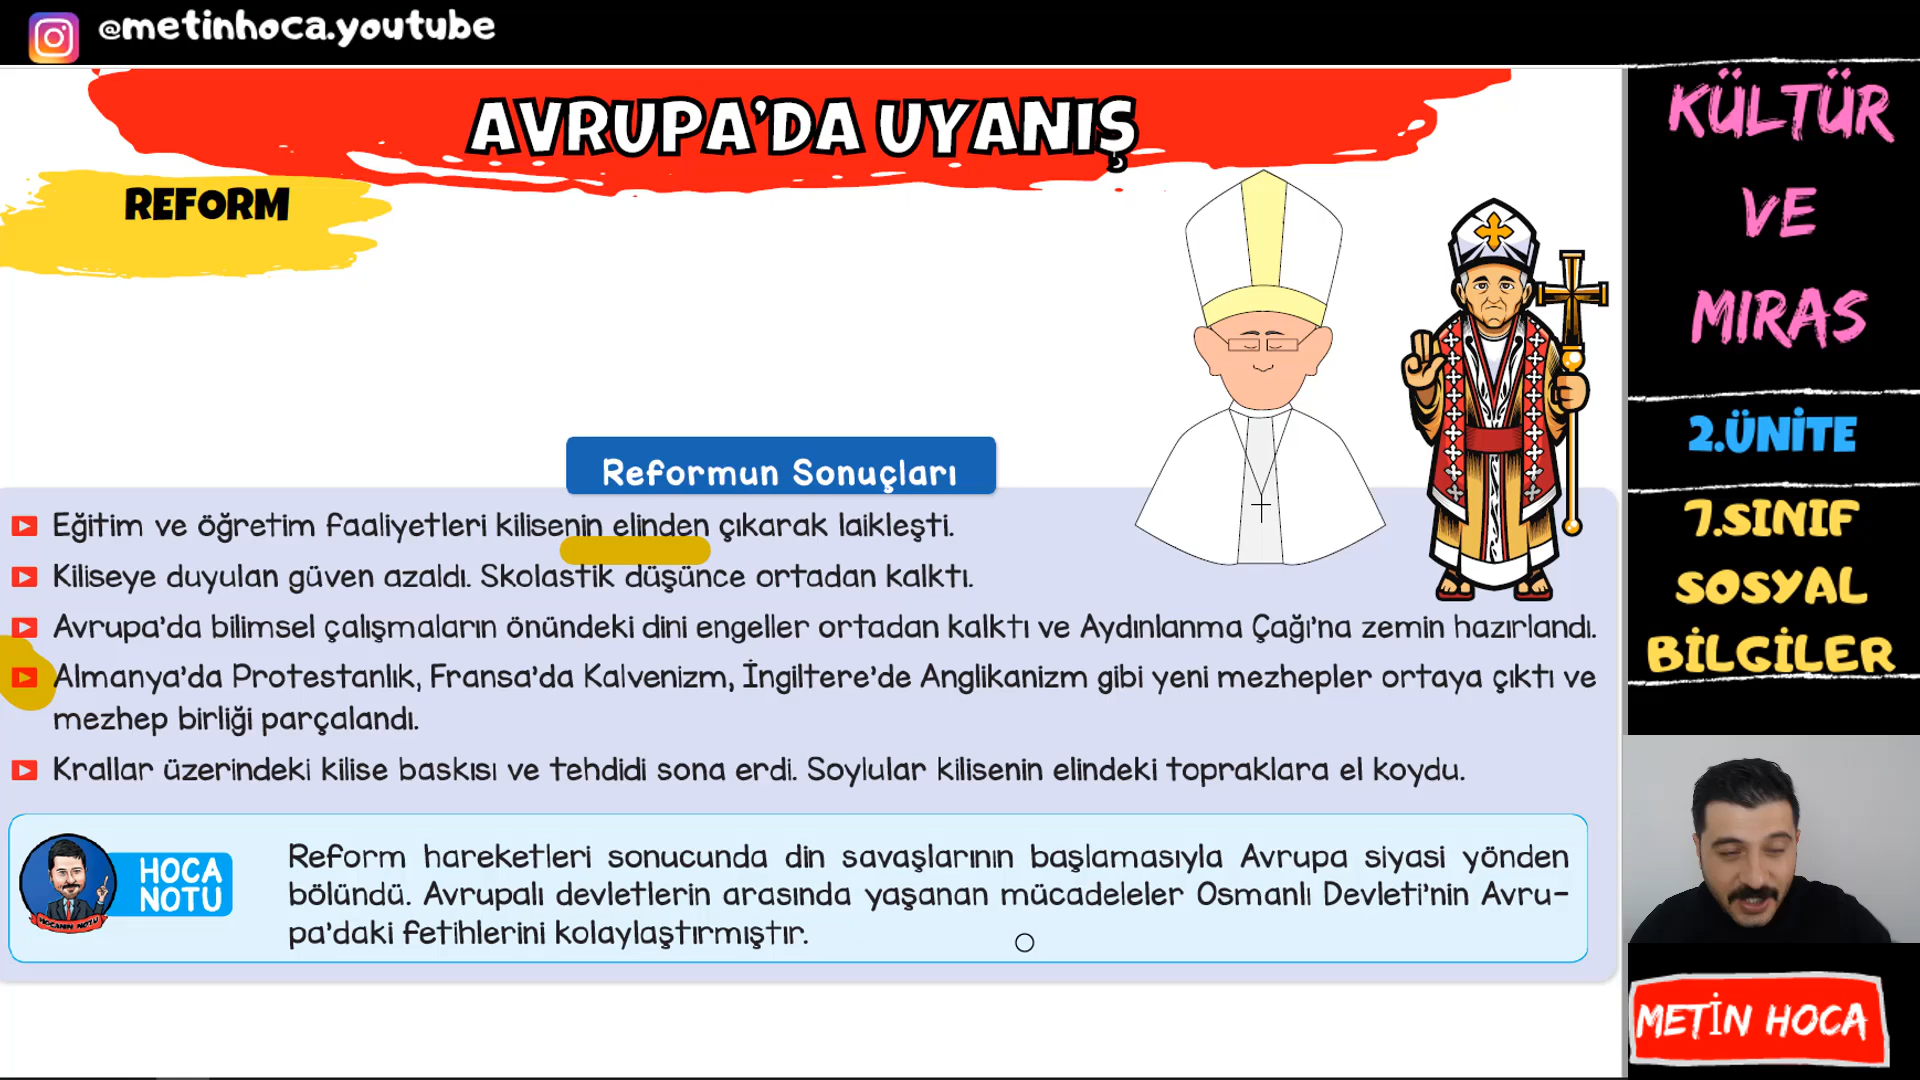 @metinhoca.youtube
AVRUPA'DA UYANIŞ
REFORM
Reformun Sonuçları
Eğitim ve öğretim faaliyetleri kilisenin elinden çıkarak laikleşti.
Kiliseye duyulan güven azaldı. Skolastik düşünce ortadan kalktı.
Avrupa'da bilimsel çalışmaların önündeki dini engeller ortadan kalktı ve Aydınlanma Çağı'na zemin hazırlandı.
Almanya'da Protestanlık, Fransa'da Kalvenizm, İngiltere'de Anglikanizm gibi yeni mezhepler ortaya çıktı ve
mezhep birliği parçalandı.
Krallar üzerindeki kilise baskısı ve tehdidi sona erdi. Soylular kilisenin elindeki topraklara el koydu.
HOCA
NOTU
HOCANIN NOTU
Reform hareketleri sonucunda din savaşlarının başlamasıyla Avrupa siyasi yönden
bölündü. Avrupalı devletlerin arasında yaşanan mücadeleler Osmanlı Devleti'nin Avru-
pa'daki fetihlerini kolaylaştırmıştır.
KÜLTÜR
VE
MIRAS
2.ÜNİTE
7.SINIF
SOSYAL
BİLGİLER
METİN HOCA